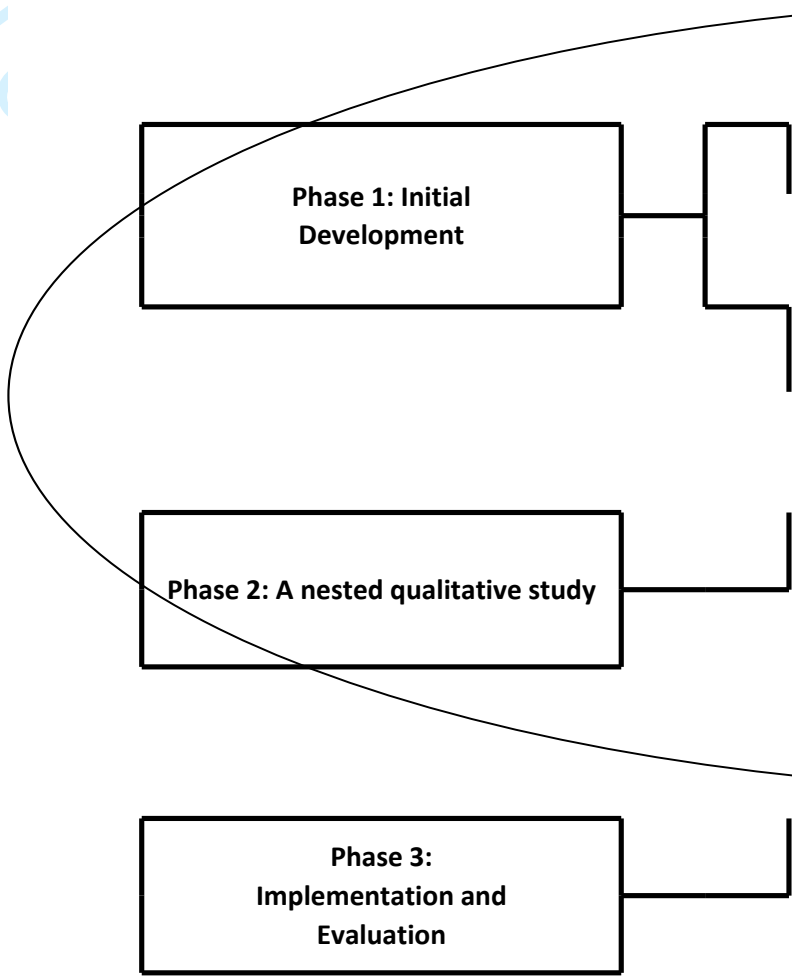 Phase 1: Initial
Development
Phase 2: A nested qualitative study
Phase 3:
Implementation and
Evaluation